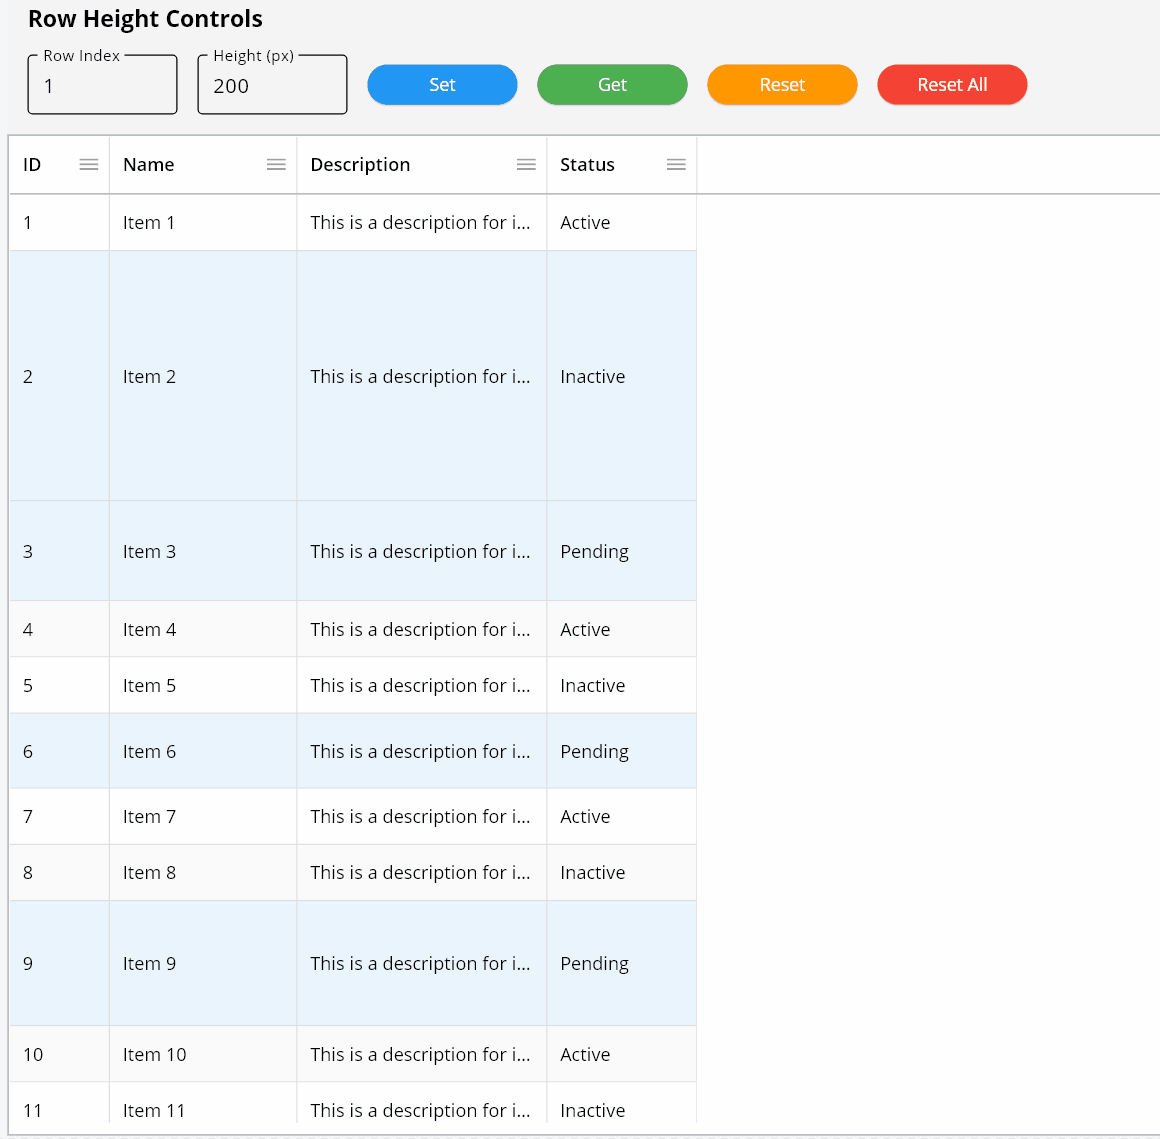 Row Height Controls
Row Index Height (px)
1 200 Set Get Reset Reset All
ID Name Description Status
1 Item 1 This is a description for i... Active
2 Item 2 This is a description for i... Inactive
3 Item 3 This is a description for i... Pending
4 Item 4 This is a description for i... Active
5 Item 5 This is a description for i... Inactive
6 Item 6 This is a description for i... Pending
7 Item 7 This is a description for i... Active
8 Item 8 This is a description for i... Inactive
9 Item 9 This is a description for i... Pending
10 Item 10 This is a description for i... Active
11 Item 11 This is a description for i... Inactive